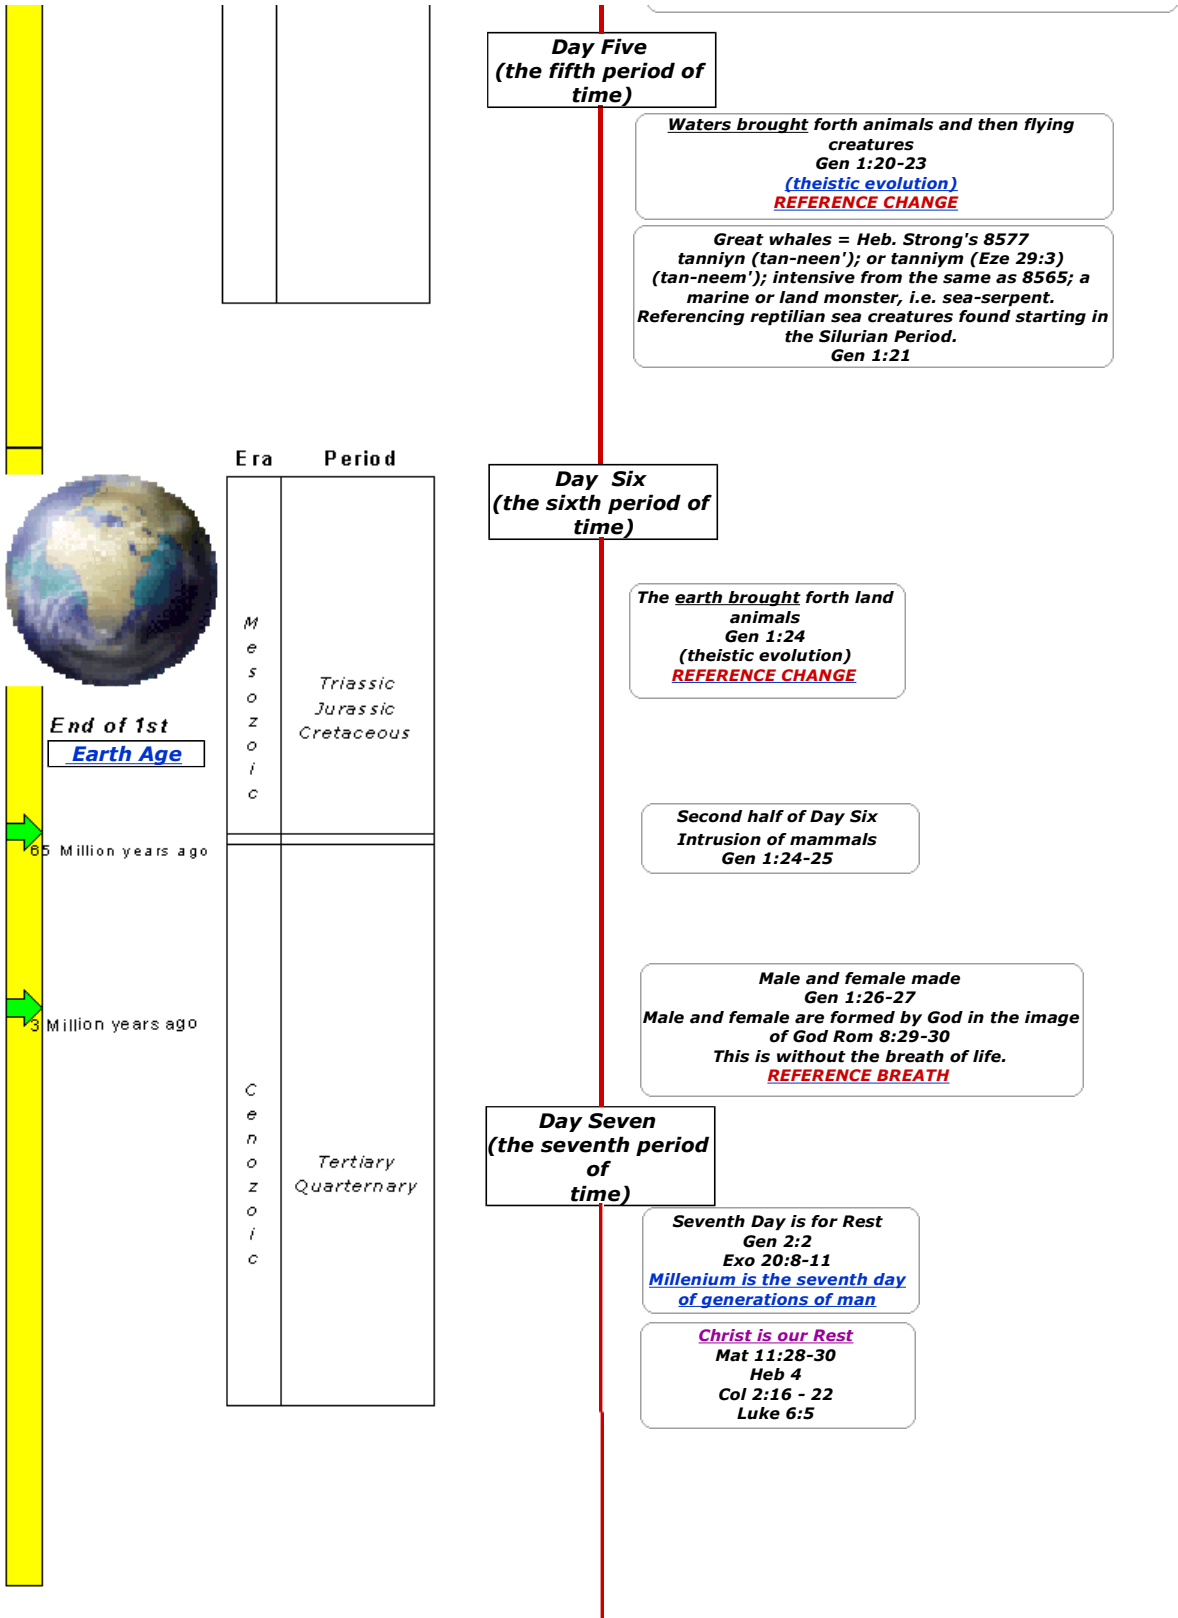 Day Five
(the fifth period of
time)
Waters brought forth animals and then flying
creatures
Gen 1:20-23
(theistic evolution)
REFERENCE CHANGE
Great whales = Heb. Strong's 8577
tanniyn (tan-neen'); or tanniym (Eze 29:3)
(tan-neem'); intensive from the same as 8565; a
marine or land monster, i.e. sea-serpent.
Referencing reptilian sea creatures found starting in
the Silurian Period.
Gen 1:21
Era Period
Day Six
(the sixth period of
time)
The earth brought forth land
animals
Gen 1:24
(theistic evolution)
REFERENCE CHANGE
Mesozoic
Triassic
Jurassic
Cretaceous
End of 1st
Earth Age
65 Million years ago
Second half of Day Six
Intrusion of mammals
Gen 1:24-25
Male and female made
Gen 1:26-27
Male and female are formed by God in the image
of God Rom 8:29-30
This is without the breath of life.
REFERENCE BREATH
3 Million years ago
Cenozoic
Tertiary
Quarternary
Day Seven
(the seventh period
of
time)
Seventh Day is for Rest
Gen 2:2
Exo 20:8-11
Millenium is the seventh day
of generations of man
Christ is our Rest
Mat 11:28-30
Heb 4
Col 2:16 - 22
Luke 6:5